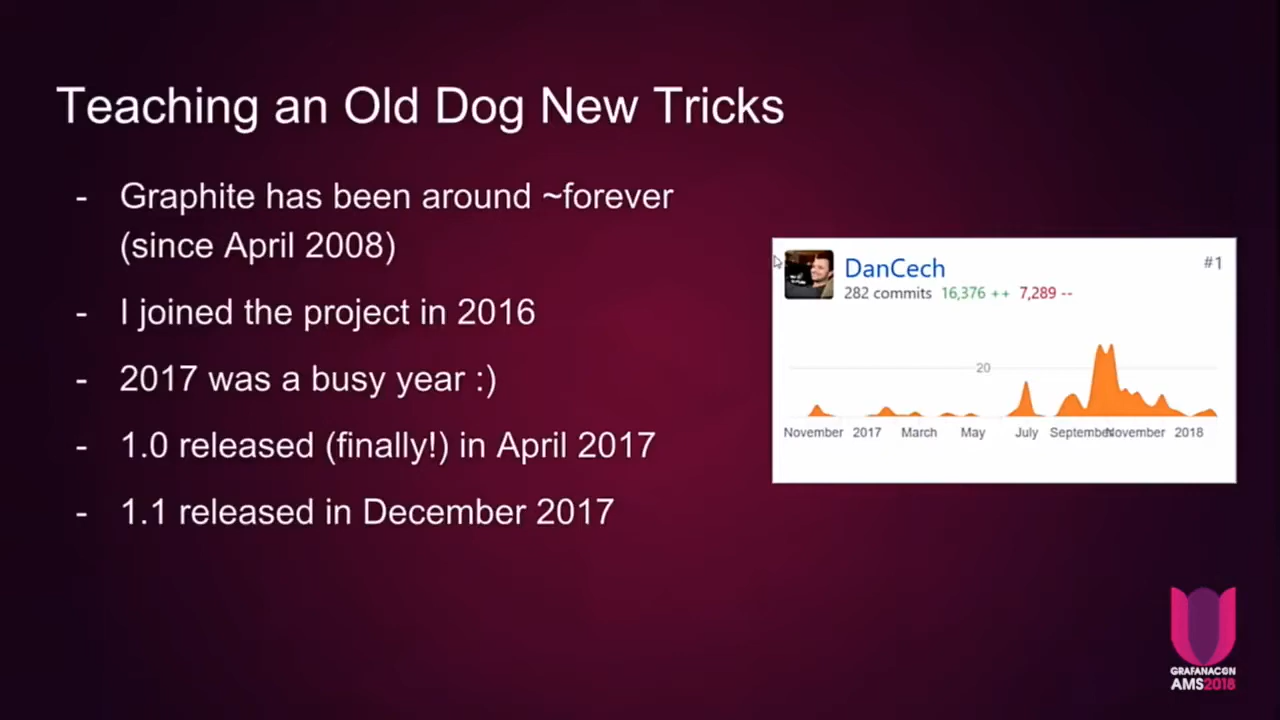 Teaching an Old Dog New Tricks
- Graphite has been around ~forever
(since April 2008)
- I joined the project in 2016
- 2017 was a busy year :)
- 1.0 released (finally!) in April 2017
- 1.1 released in December 2017
DanCech
#1
282 commits 16,376 ++ 7,289 --
20
November 2017 March May July September November 2018
GRAFANACON
AMS2018